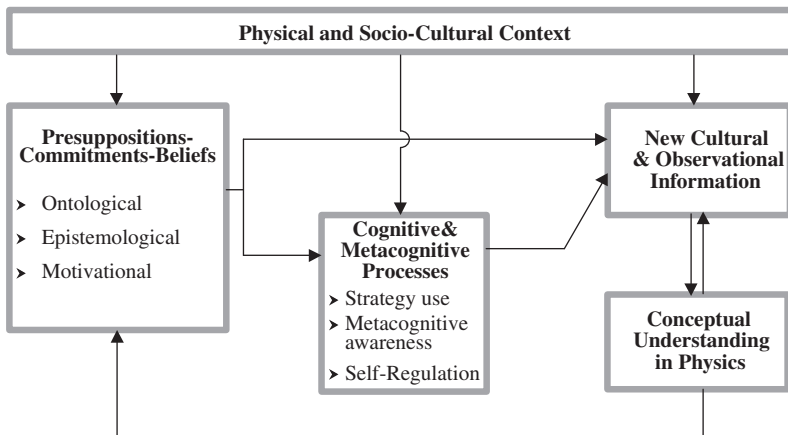 Physical and Socio-Cultural Context
Presuppositions-
Commitments-Beliefs
➤ Ontological
➤ Epistemological
➤ Motivational
Cognitive&
Metacognitive
Processes
➤ Strategy use
➤ Metacognitive
awareness
➤ Self-Regulation
New Cultural
& Observational
Information
Conceptual
Understanding
in Physics